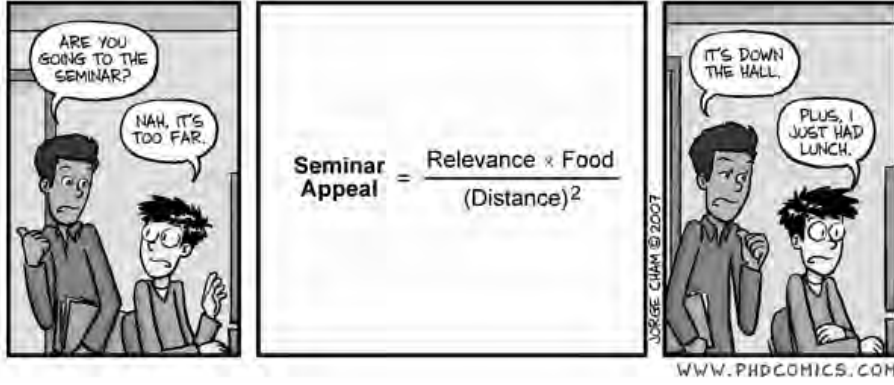 ARE YOU
GOING TO THE
SEMINAR?
NAH, IT'S
TOO FAR.
Seminar
Appeal = Relevance × Food
(Distance)2
JORGE CHAM © 2007
IT'S DOWN
THE HALL.
PLUS, I
JUST HAD
LUNCH.
WWW.PHDCOMICS.COM